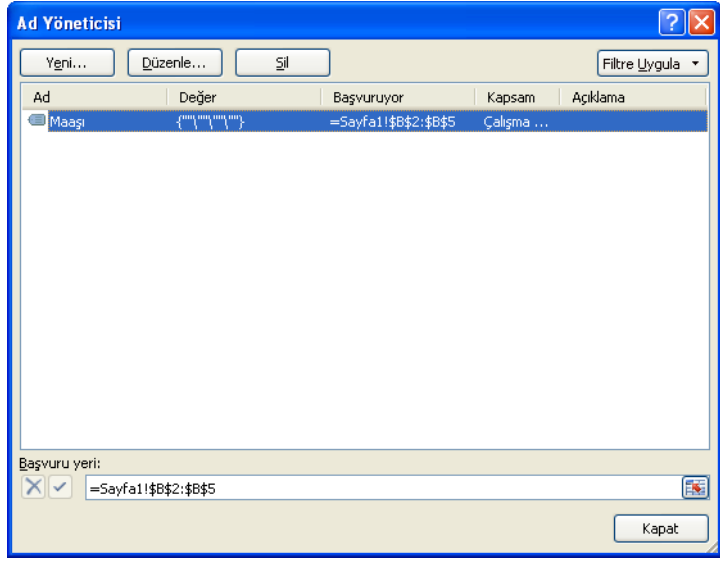 Ad Yöneticisi
Yeni... Düzenle... Sil Filtre Uygula
Ad Değer Başvuruyor Kapsam Açıklama
Maaşı {""\""\""\""} =Sayfa1!$B$2:$B$5 Çalışma ...
Başvuru yeri:
=Sayfa1!$B$2:$B$5
Kapat